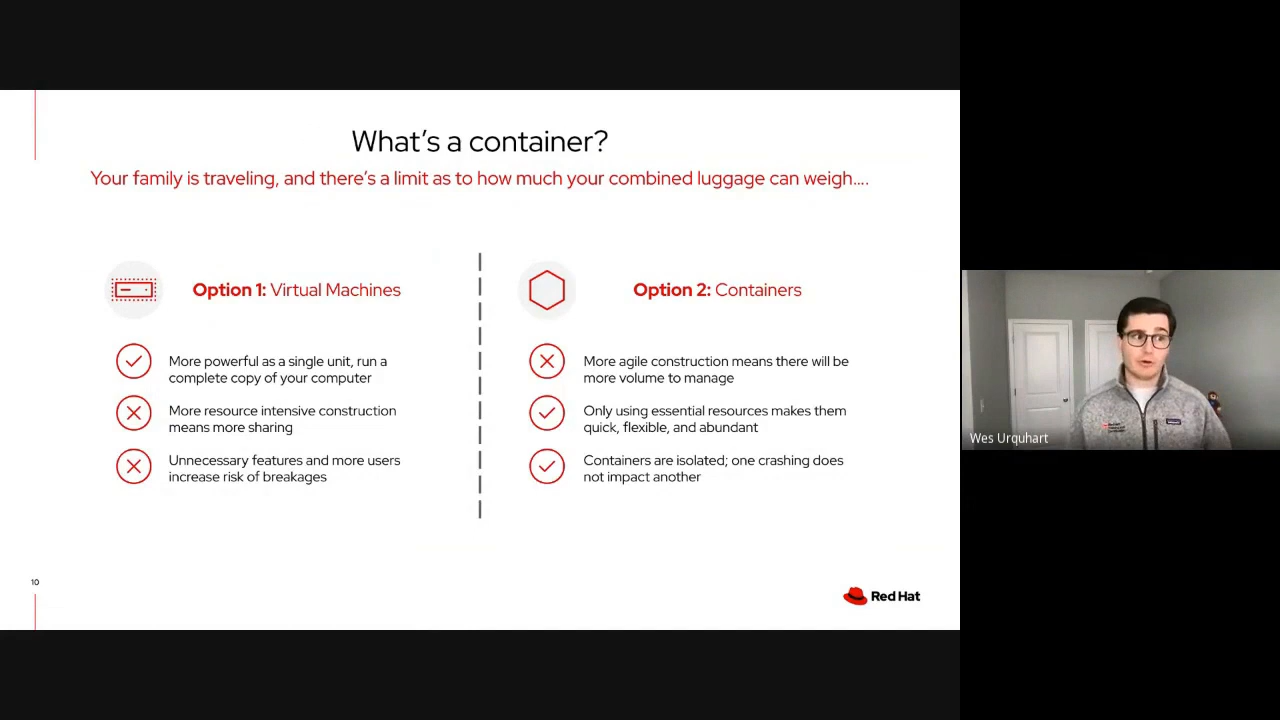 What's a container?
Your family is traveling, and there's a limit as to how much your combined luggage can weigh....
Option 1: Virtual Machines
More powerful as a single unit, run a
complete copy of your computer
More resource intensive construction
means more sharing
Unnecessary features and more users
increase risk of breakages
Option 2: Containers
More agile construction means there will be
more volume to manage
Only using essential resources makes them
quick, flexible, and abundant
Containers are isolated; one crashing does
not impact another
10
Red Hat
Wes Urquhart